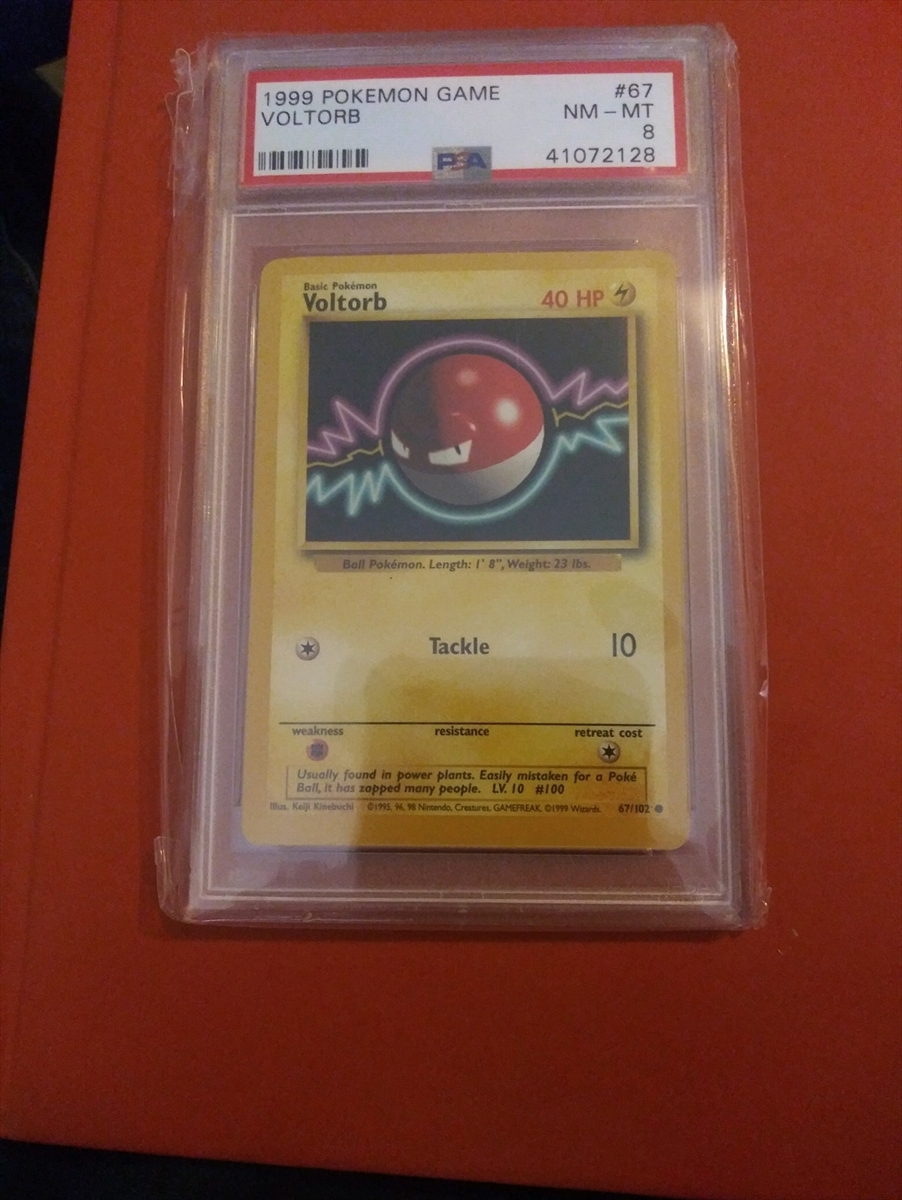 1999 POKEMON GAME #67
VOLTORB NM - MT
8
PSA 41072128
Basic Pokémon
Voltorb 40 HP
Ball Pokémon. Length: 1' 8", Weight: 23 lbs.
Tackle 10
weakness resistance retreat cost
Usually found in power plants. Easily mistaken for a Poké
Ball, it has zapped many people. LV. 10 #100
Illus. Keiji Kinebuchi ©1995, 96, 98 Nintendo, Creatures, GAMEFREAK. ©1999 Wizards. 67/102